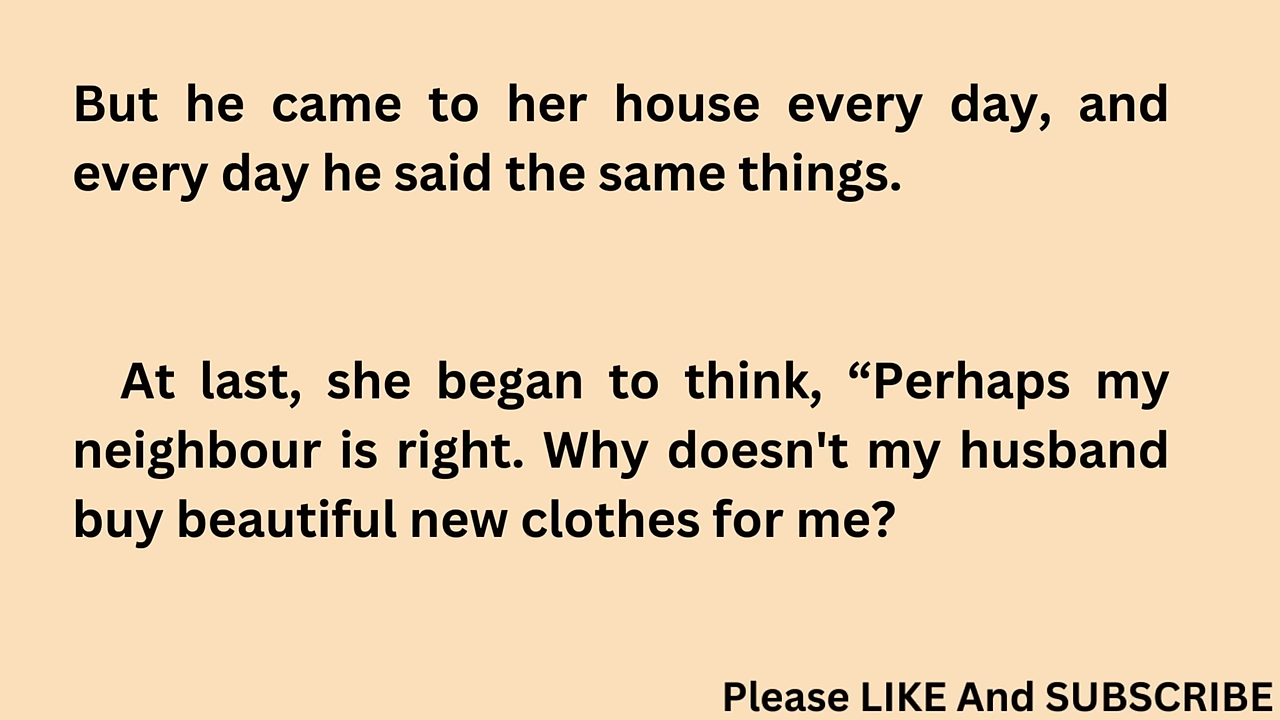 But he came to her house every day, and
every day he said the same things.
At last, she began to think, “Perhaps my
neighbour is right. Why doesn't my husband
buy beautiful new clothes for me?
Please LIKE And SUBSCRIBE